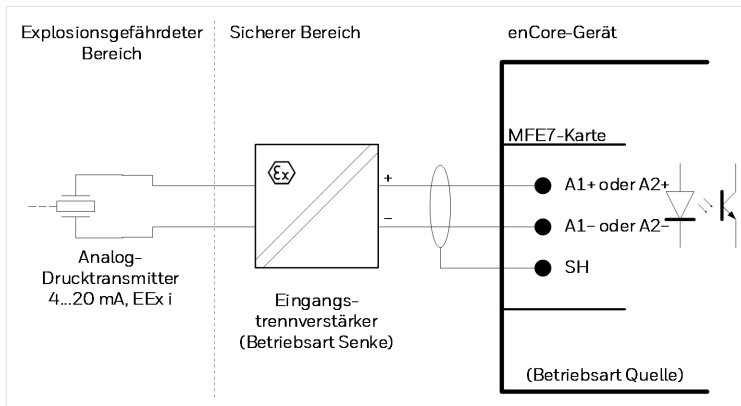 Explosionsgefährdeter
Bereich
Sicherer Bereich
enCore-Gerät
MFE7-Karte
Ex
+
A1+ oder A2+
−
A1− oder A2−
SH
Analog-
Drucktransmitter
4...20 mA, EEx i
Eingangs-
trennverstärker
(Betriebsart Senke)
(Betriebsart Quelle)